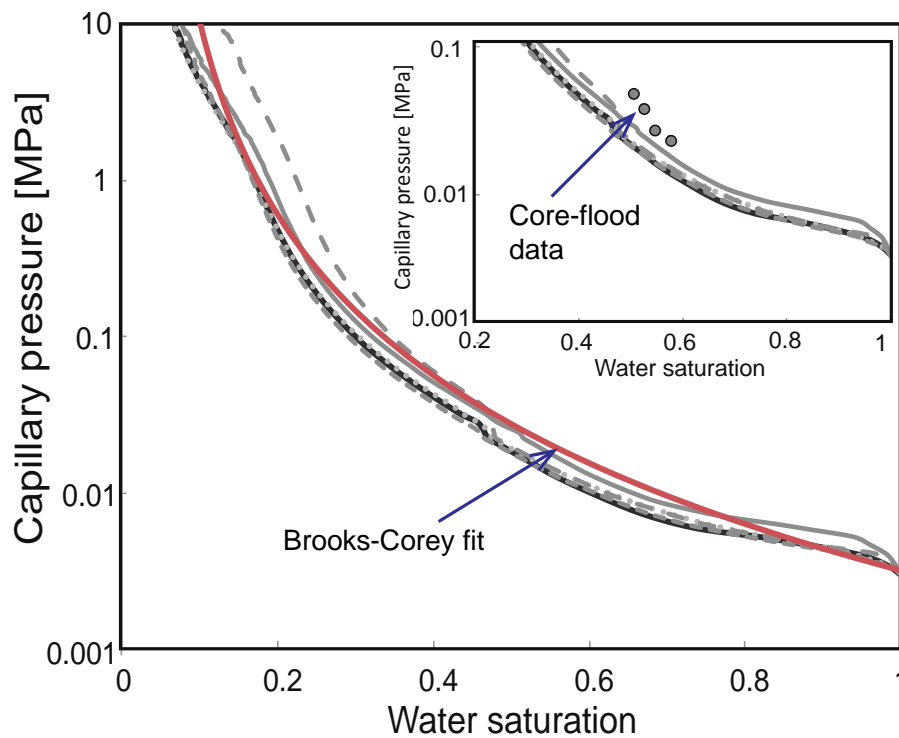 10
1
0.1
0.01
0.001
Capillary pressure [MPa]
0
0.2
0.4
0.6
0.8
1
Water saturation
Brooks-Corey fit
0.1
0.01
0.001
Capillary pressure [MPa]
0.2
0.4
0.6
0.8
1
Water saturation
Core-flood
data